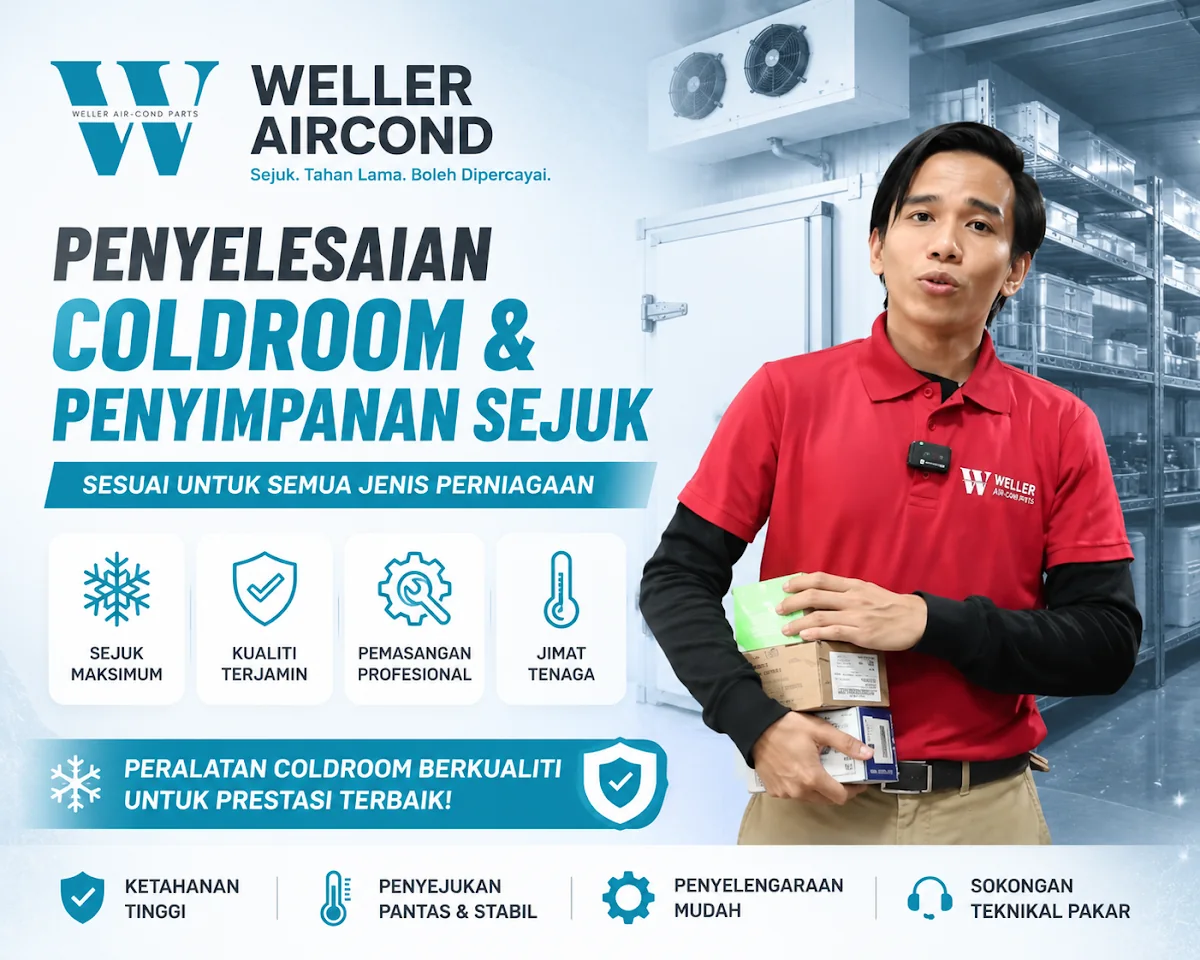 WELLER AIR-COND PARTS
WELLER
AIRCOND
Sejuk. Tahan Lama. Boleh Dipercayai.
PENYELESAIAN
COLDROOM &
PENYIMPANAN SEJUK
SESUAI UNTUK SEMUA JENIS PERNIAGAAN
SEJUK
MAKSIMUM
KUALITI
TERJAMIN
PEMASANGAN
PROFESIONAL
JIMAT
TENAGA
W WELLER
AIR-COND PARTS
PERALATAN COLDROOM BERKUALITI
UNTUK PRESTASI TERBAIK!
KETAHANAN
TINGGI
PENYEJUKAN
PANTAS & STABIL
PENYELENGARAAN
MUDAH
SOKONGAN
TEKNIKAL PAKAR